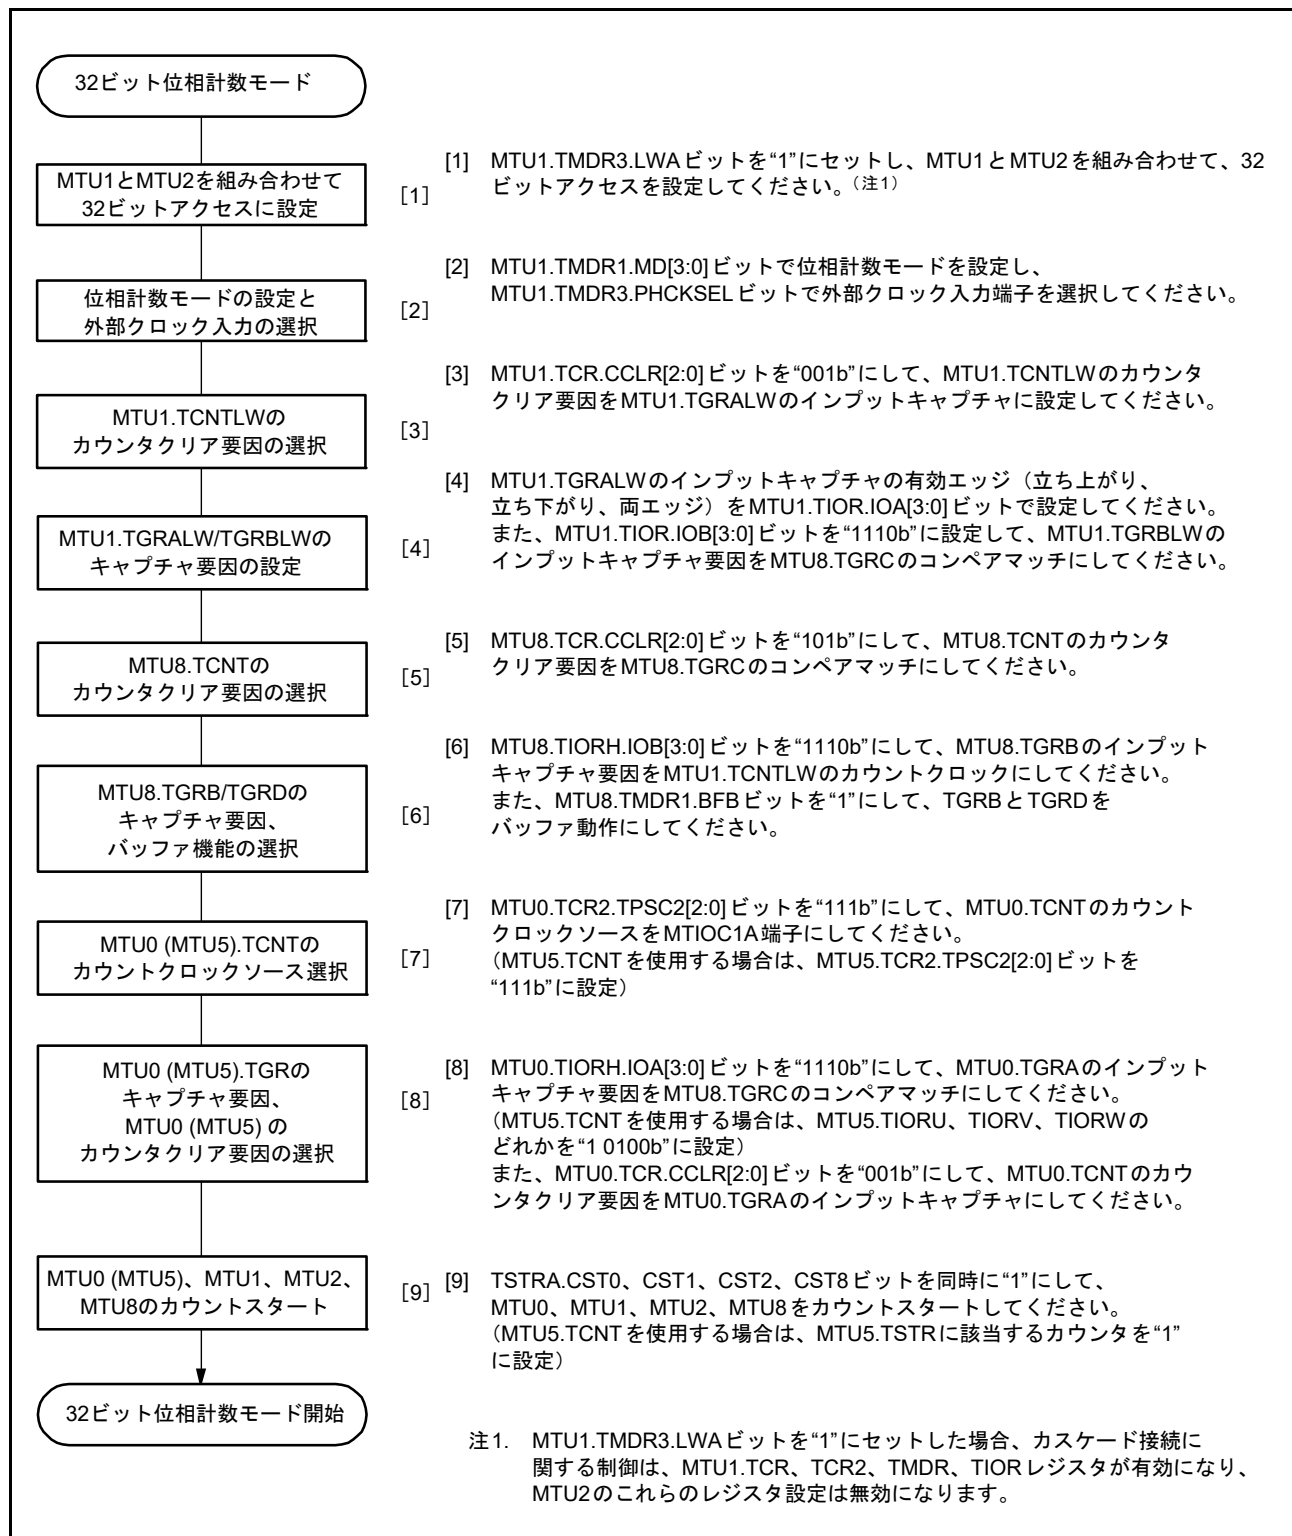 32ビット位相計数モード
MTU1とMTU2を組み合わせて
32ビットアクセスに設定
[1]
[1] MTU1.TMDR3.LWAビットを“1”にセットし、MTU1とMTU2を組み合わせて、32
ビットアクセスを設定してください。(注1)
位相計数モードの設定と
外部クロック入力の選択
[2]
[2] MTU1.TMDR1.MD[3:0]ビットで位相計数モードを設定し、
MTU1.TMDR3.PHCKSELビットで外部クロック入力端子を選択してください。
MTU1.TCNTLWの
カウンタクリア要因の選択
[3]
[3] MTU1.TCR.CCLR[2:0]ビットを“001b”にして、MTU1.TCNTLWのカウンタ
クリア要因をMTU1.TGRALWのインプットキャプチャに設定してください。
MTU1.TGRALW/TGRBLWの
キャプチャ要因の設定
[4]
[4] MTU1.TGRALWのインプットキャプチャの有効エッジ（立ち上がり、
立ち下がり、両エッジ）をMTU1.TIOR.IOA[3:0]ビットで設定してください。
また、MTU1.TIOR.IOB[3:0]ビットを“1110b”に設定して、MTU1.TGRBLWの
インプットキャプチャ要因をMTU8.TGRCのコンペアマッチにしてください。
MTU8.TCNTの
カウンタクリア要因の選択
[5]
[5] MTU8.TCR.CCLR[2:0]ビットを“101b”にして、MTU8.TCNTのカウンタ
クリア要因をMTU8.TGRCのコンペアマッチにしてください。
MTU8.TGRB/TGRDの
キャプチャ要因、
バッファ機能の選択
[6]
[6] MTU8.TIORH.IOB[3:0]ビットを“1110b”にして、MTU8.TGRBのインプット
キャプチャ要因をMTU1.TCNTLWのカウントクロックにしてください。
また、MTU8.TMDR1.BFBビットを“1”にして、TGRBとTGRDを
バッファ動作にしてください。
MTU0 (MTU5).TCNTの
カウントクロックソース選択
[7]
[7] MTU0.TCR2.TPSC2[2:0]ビットを“111b”にして、MTU0.TCNTのカウント
クロックソースをMTIOC1A端子にしてください。
（MTU5.TCNTを使用する場合は、MTU5.TCR2.TPSC2[2:0]ビットを
“111b”に設定）
MTU0 (MTU5).TGRの
キャプチャ要因、
MTU0 (MTU5) の
カウンタクリア要因の選択
[8]
[8] MTU0.TIORH.IOA[3:0]ビットを“1110b”にして、MTU0.TGRAのインプット
キャプチャ要因をMTU8.TGRCのコンペアマッチにしてください。
（MTU5.TCNTを使用する場合は、MTU5.TIORU、TIORV、TIORWの
どれかを“1 0100b”に設定）
また、MTU0.TCR.CCLR[2:0]ビットを“001b”にして、MTU0.TCNTのカウ
ンタクリア要因をMTU0.TGRAのインプットキャプチャにしてください。
MTU0 (MTU5)、MTU1、MTU2、
MTU8のカウントスタート
[9]
[9] TSTRA.CST0、CST1、CST2、CST8ビットを同時に“1”にして、
MTU0、MTU1、MTU2、MTU8をカウントスタートしてください。
（MTU5.TCNTを使用する場合は、MTU5.TSTRに該当するカウンタを“1”
に設定）
32ビット位相計数モード開始
注1. MTU1.TMDR3.LWAビットを“1”にセットした場合、カスケード接続に
関する制御は、MTU1.TCR、TCR2、TMDR、TIORレジスタが有効になり、
MTU2のこれらのレジスタ設定は無効になります。